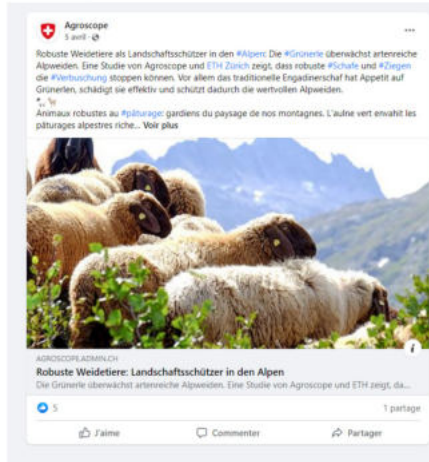 Agroscope
5 avril
Robuste Weidetiere als Landschaftsschützer in den #Alpen: Die #Grünerle überwächst artenreiche
Alpweiden. Eine Studie von Agroscope und ETH Zürich zeigt, dass robuste #Schafe und #Ziegen
die #Verbuschung stoppen können. Vor allem das traditionelle Engadinerschaf hat Appetit auf
Grünerlen, schädigt sie effektiv und schützt dadurch die wertvollen Alpweiden.
Animaux robustes au #pâturage: gardiens du paysage de nos montagnes. L'aulne vert envahit les
pâturages alpestres riche... Voir plus
AGROSCOPE.ADMIN.CH
Robuste Weidetiere: Landschaftsschützer in den Alpen
Die Grünerle überwächst artenreiche Alpweiden. Eine Studie von Agroscope und ETH zeigt, da...
5
1 partage
J'aime
Commenter
Partager